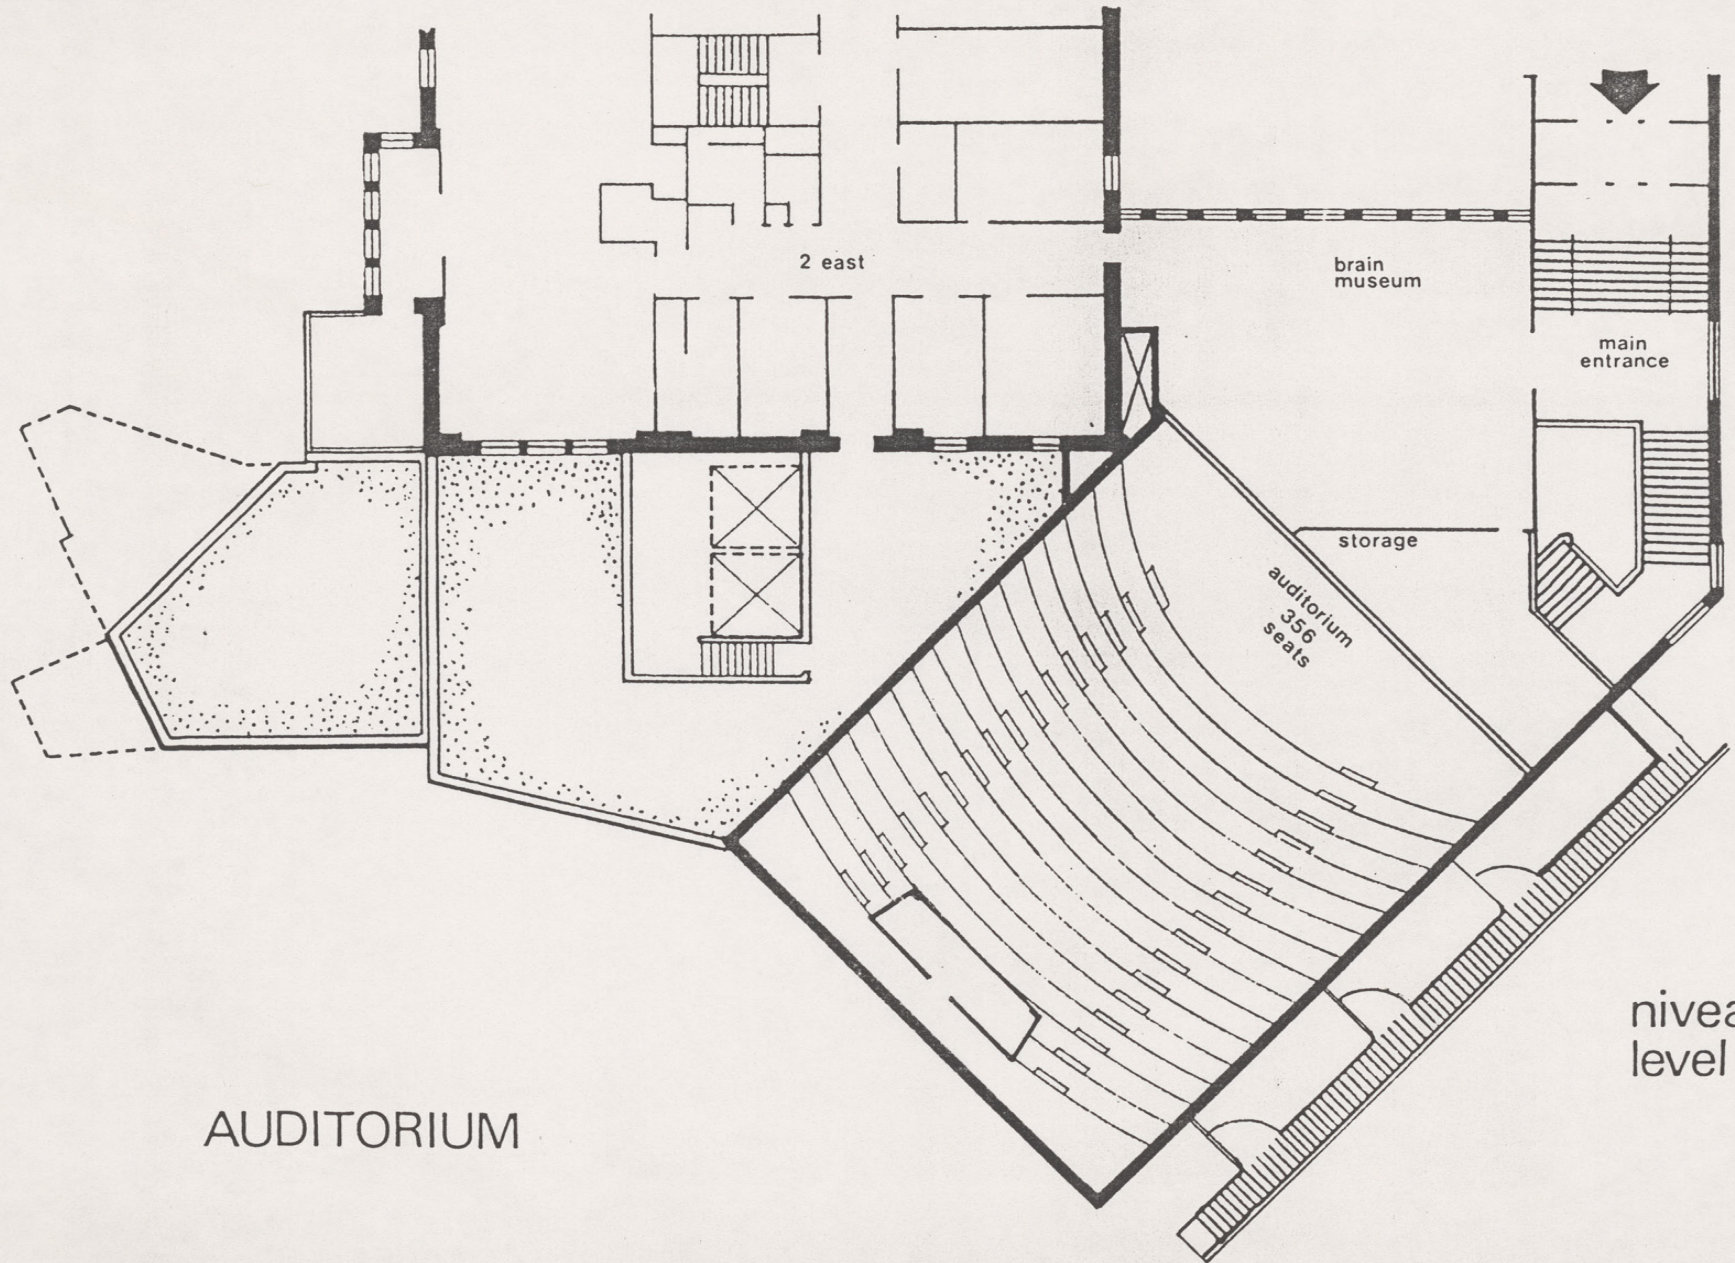 2 east
brain
museum
main
entrance
storage
auditorium
356
seats
nivea
level
AUDITORIUM